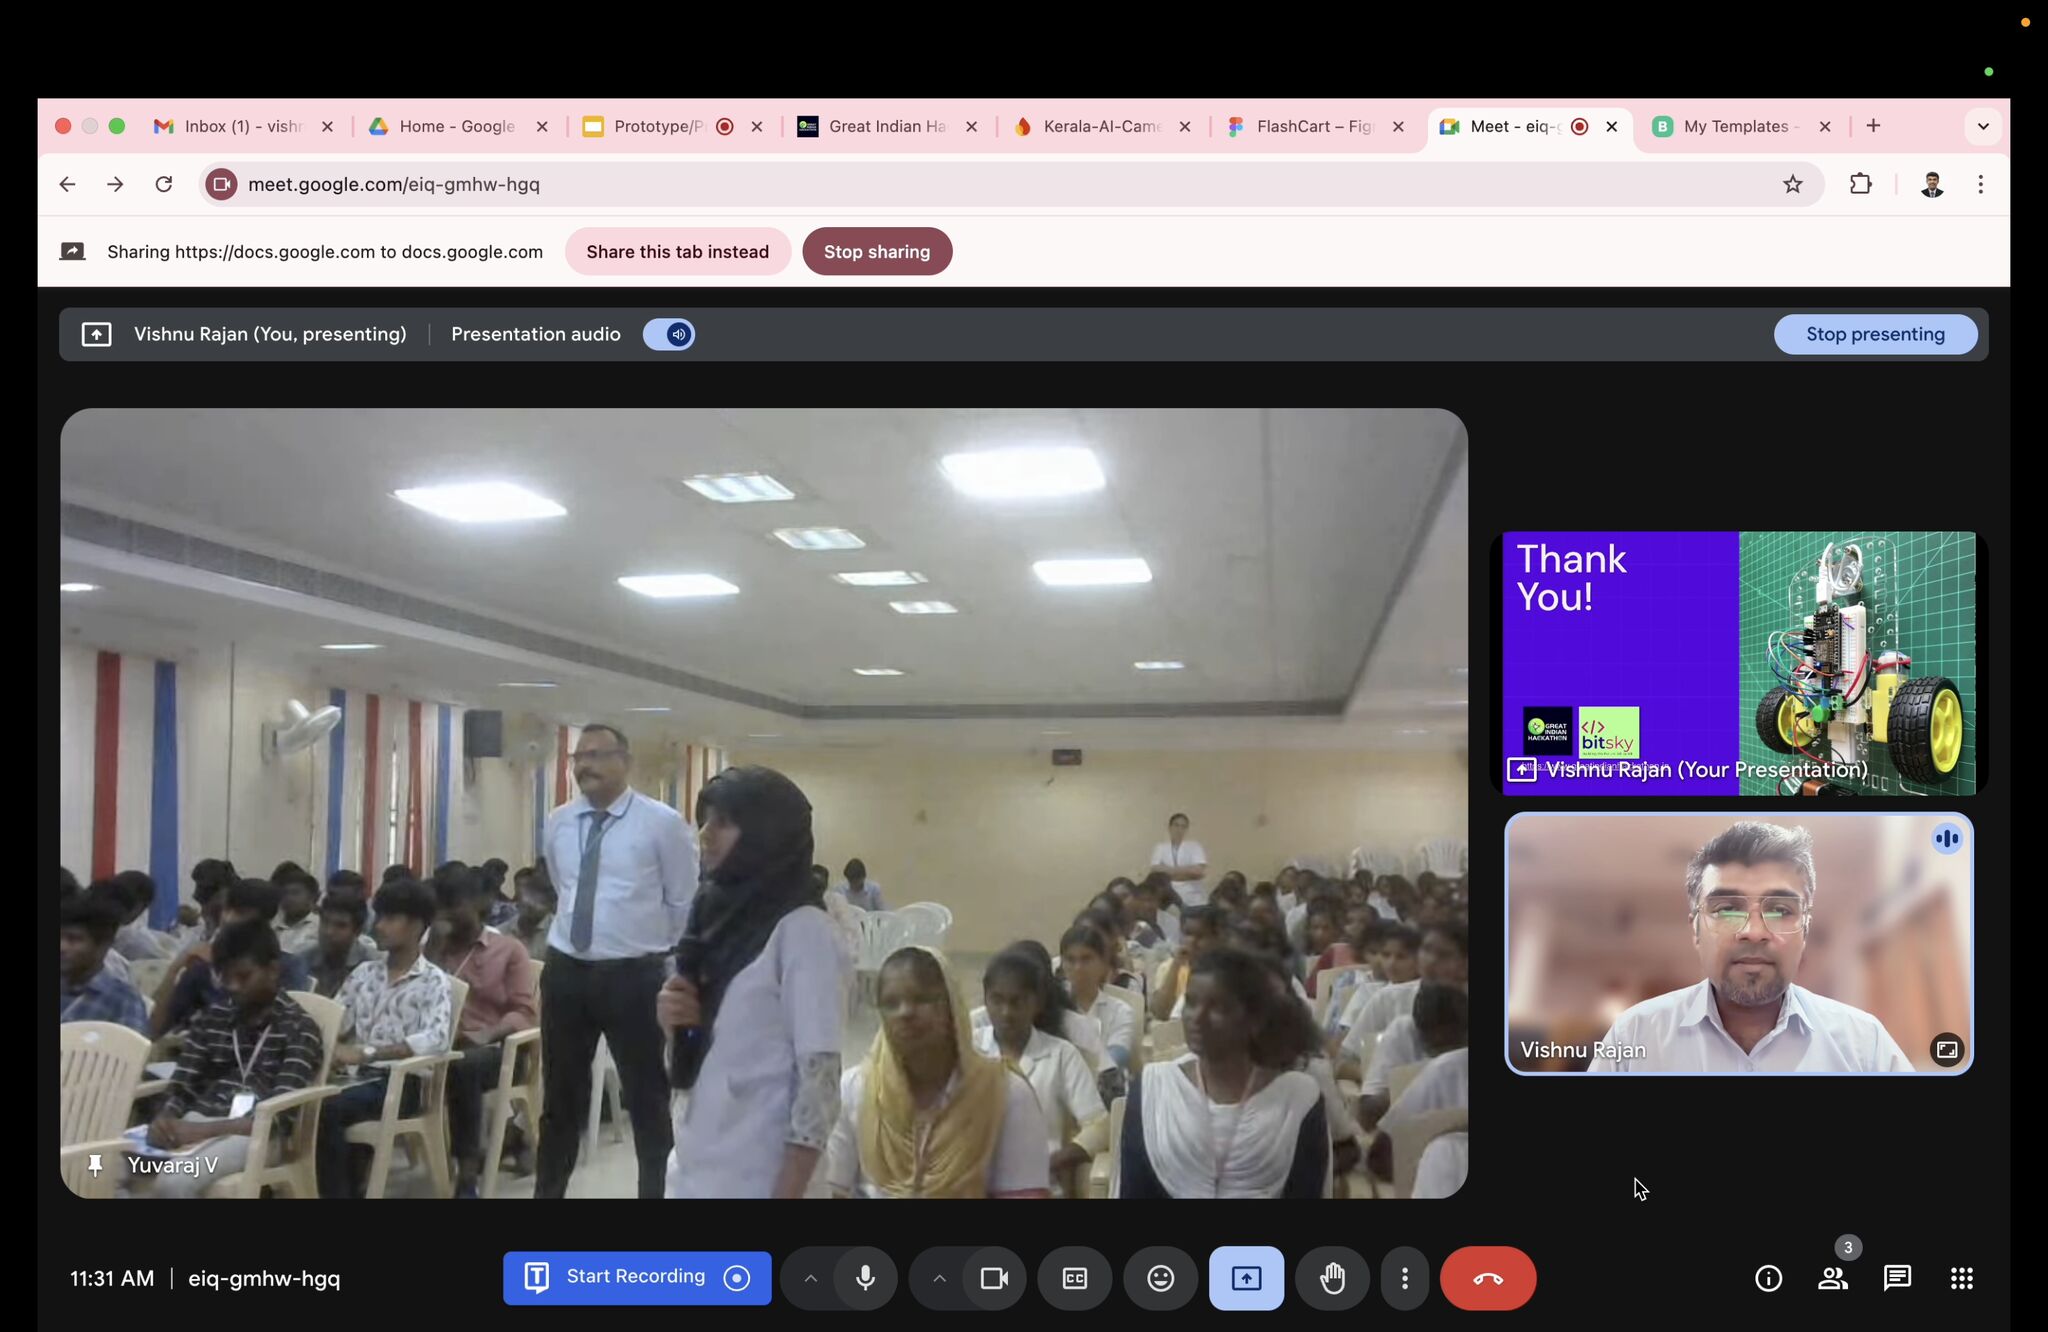 Inbox (1) - vishr
Home - Google
Prototype/P
Great Indian Ha
Kerala-AI-Came
FlashCart – Fig
Meet - eiq-g
My Templates -
meet.google.com/eiq-gmhw-hgq
Sharing https://docs.google.com to docs.google.com
Share this tab instead
Stop sharing
Vishnu Rajan (You, presenting)
Presentation audio
Stop presenting
Thank
You!
GREAT
INDIAN
HACKATHON
</>
bitsky
Vishnu Rajan (Your Presentation)
Vishnu Rajan
Yuvaraj V
11:31 AM
eiq-gmhw-hgq
Start Recording
CC
3